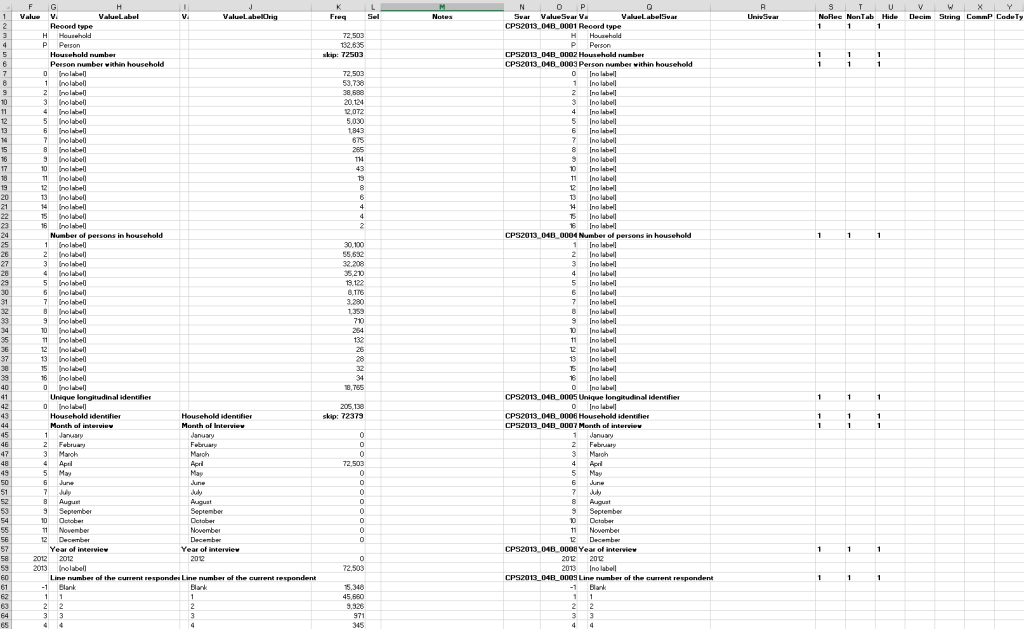 F G H I J K L M N O P Q R S T U V W X Y
1 Value V: ValueLabel V: ValueLabelOrig Freq Sel Notes Svar ValueSvar Va ValueLabelSvar UnivSvar NoRec NonTab Hide Decim String CommP CodeTy
2 Record type CPS2013_04B_0001 Record type 1 1 1
3 H Household 72,503 H Household
4 P Person 132,635 P Person
5 Household number skip: 72503 CPS2013_04B_0002 Household number 1 1 1
6 Person number within household CPS2013_04B_0003 Person number within household 1 1 1
7 0 [no label] 72,503 0 [no label]
8 1 [no label] 53,738 1 [no label]
9 2 [no label] 38,688 2 [no label]
10 3 [no label] 20,124 3 [no label]
11 4 [no label] 12,072 4 [no label]
12 5 [no label] 5,030 5 [no label]
13 6 [no label] 1,843 6 [no label]
14 7 [no label] 675 7 [no label]
15 8 [no label] 265 8 [no label]
16 9 [no label] 114 9 [no label]
17 10 [no label] 43 10 [no label]
18 11 [no label] 19 11 [no label]
19 12 [no label] 8 12 [no label]
20 13 [no label] 6 13 [no label]
21 14 [no label] 4 14 [no label]
22 15 [no label] 4 15 [no label]
23 16 [no label] 2 16 [no label]
24 Number of persons in household CPS2013_04B_0004 Number of persons in household 1 1 1
25 1 [no label] 30,100 1 [no label]
26 2 [no label] 55,692 2 [no label]
27 3 [no label] 32,208 3 [no label]
28 4 [no label] 35,210 4 [no label]
29 5 [no label] 19,122 5 [no label]
30 6 [no label] 8,176 6 [no label]
31 7 [no label] 3,280 7 [no label]
32 8 [no label] 1,359 8 [no label]
33 9 [no label] 710 9 [no label]
34 10 [no label] 264 10 [no label]
35 11 [no label] 132 11 [no label]
36 12 [no label] 26 12 [no label]
37 13 [no label] 28 13 [no label]
38 15 [no label] 32 15 [no label]
39 16 [no label] 34 16 [no label]
40 0 [no label] 18,765 0 [no label]
41 Unique longitudinal identifier CPS2013_04B_0005 Unique longitudinal identifier 1 1 1
42 0 [no label] 205,138 0 [no label]
43 Household identifier Household identifier skip: 72379 CPS2013_04B_0006 Household identifier 1 1 1
44 Month of interview Month of Interview CPS2013_04B_0007 Month of interview 1 1 1
45 1 January January 0 1 January
46 2 February February 0 2 February
47 3 March March 0 3 March
48 4 April April 72,503 4 April
49 5 May May 0 5 May
50 6 June June 0 6 June
51 7 July July 0 7 July
52 8 August August 0 8 August
53 9 September September 0 9 September
54 10 October October 0 10 October
55 11 November November 0 11 November
56 12 December December 0 12 December
57 Year of interview Year of interview CPS2013_04B_0008 Year of interview 1 1 1
58 2012 2012 2012 0 2012 2012
59 2013 [no label] 72,503 2013 [no label]
60 Line number of the current responder Line number of the current respondent CPS2013_04B_0009 Line number of the current respondent 1 1 1
61 -1 Blank Blank 15,348 -1 Blank
62 1 1 1 45,660 1 1
63 2 2 2 9,926 2 2
64 3 3 3 971 3 3
65 4 4 4 345 4 4